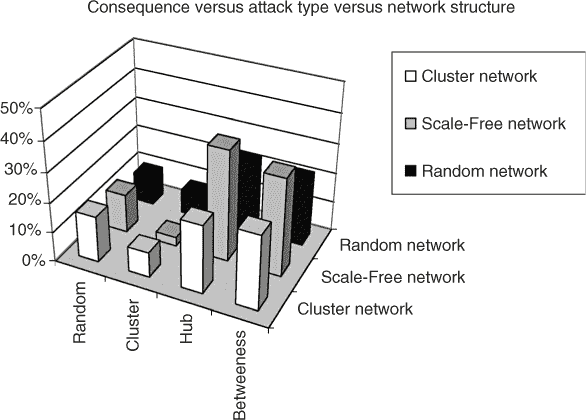 Consequence versus attack type versus network structure
50%
40%
30%
20%
10%
0%
Random
Cluster
Hub
Betweeness
Random network
Scale-Free network
Cluster network
Cluster network
Scale-Free network
Random network